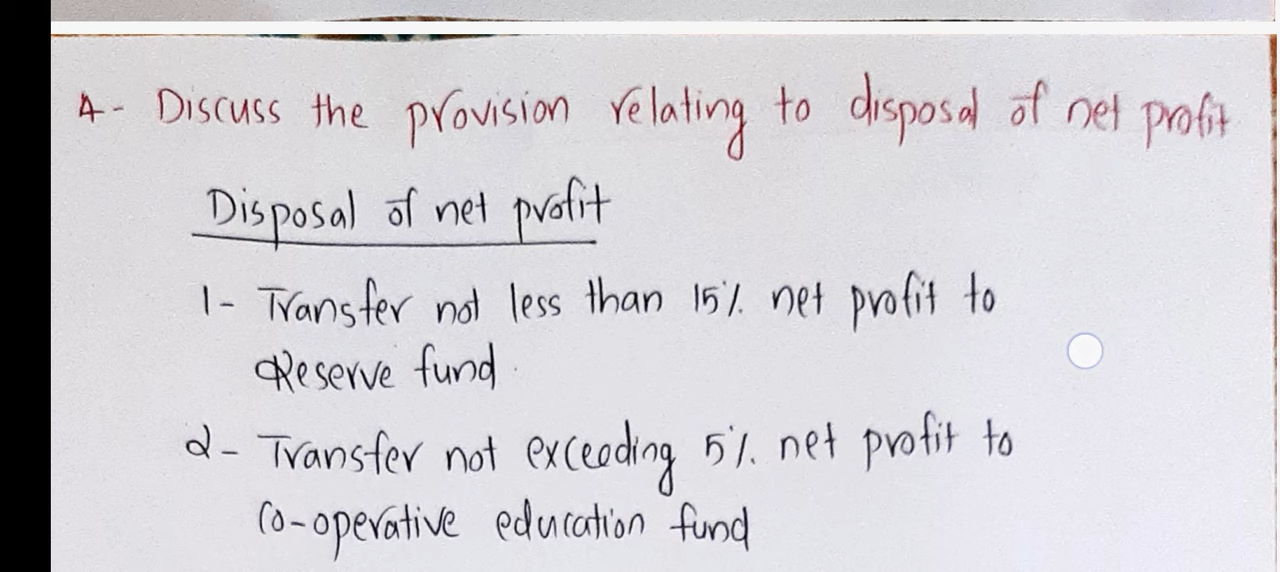 4- Discuss the provision relating to disposal of net profit
Disposal of net profit
1- Transfer not less than 15% net profit to
Reserve fund
2- Transfer not exceeding 5% net profit to
Co-operative education fund